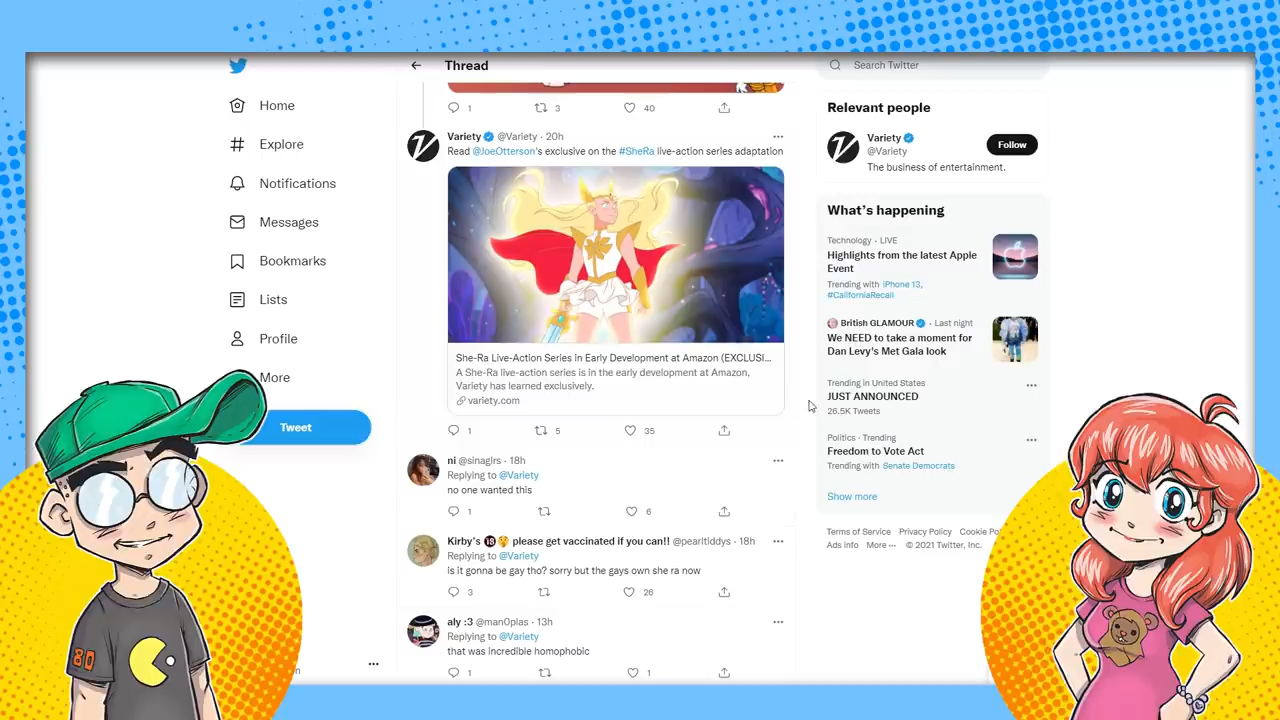 Home
Explore
Notifications
Messages
Bookmarks
Lists
Profile
More
Tweet
Thread
1 3 40
Variety @Variety · 20h
Read @JoeOtterson's exclusive on the #SheRa live-action series adaptation
She-Ra Live-Action Series in Early Development at Amazon (EXCLUSI...
A She-Ra live-action series is in the early development at Amazon,
Variety has learned exclusively.
variety.com
1 5 35
ni @sinagirs · 18h
Replying to @Variety
no one wanted this
1 6
Kirby's 🔞 please get vaccinated if you can!! @pearltiddys · 18h
Replying to @Variety
is it gonna be gay tho? sorry but the gays own she ra now
3 26
aly :3 @man0plas · 13h
Replying to @Variety
that was incredible homophobic
1 1
Search Twitter
Relevant people
Variety
@Variety
Follow
The business of entertainment.
What's happening
Technology · LIVE
Highlights from the latest Apple
Event
Trending with iPhone 13,
#CaliforniaRecall
British GLAMOUR · Last night
We NEED to take a moment for
Dan Levy's Met Gala look
Trending in United States
JUST ANNOUNCED
26.5K Tweets
Politics · Trending
Freedom to Vote Act
Trending with Senate Democrats
Show more
Terms of Service Privacy Policy Cookie
Ads info More ··· © 2021 Twitter, Inc.
80